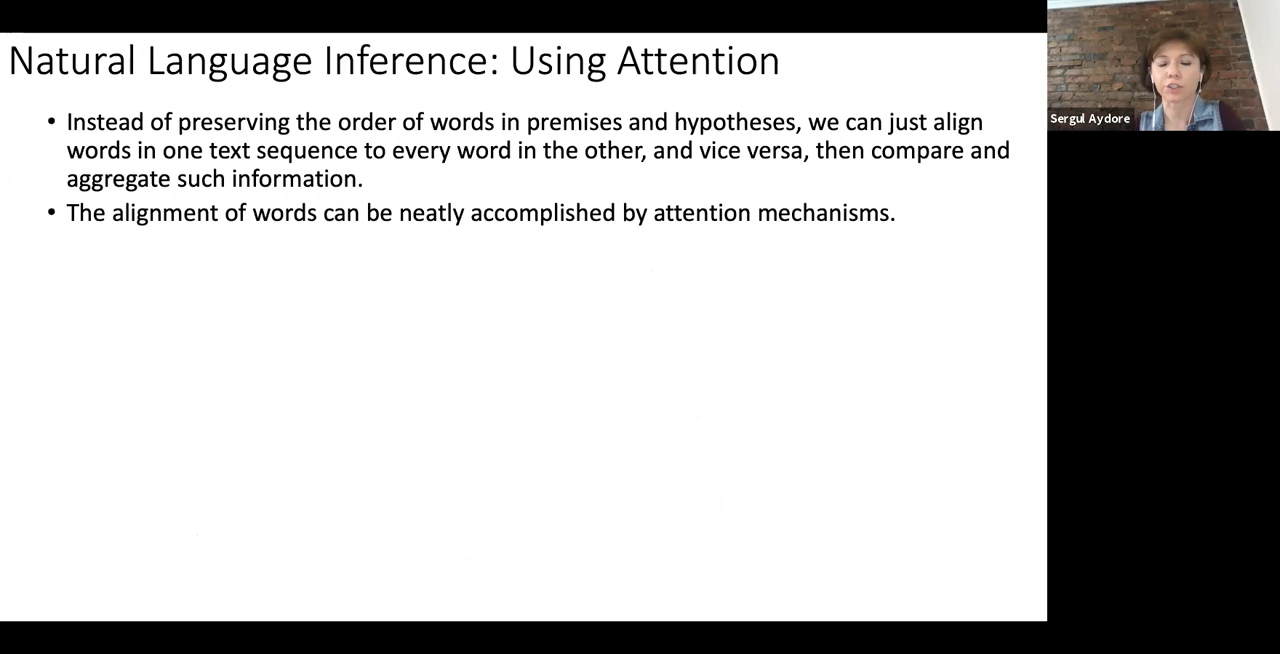 Natural Language Inference: Using Attention
• Instead of preserving the order of words in premises and hypotheses, we can just align
words in one text sequence to every word in the other, and vice versa, then compare and
aggregate such information.
• The alignment of words can be neatly accomplished by attention mechanisms.
Sergul Aydore